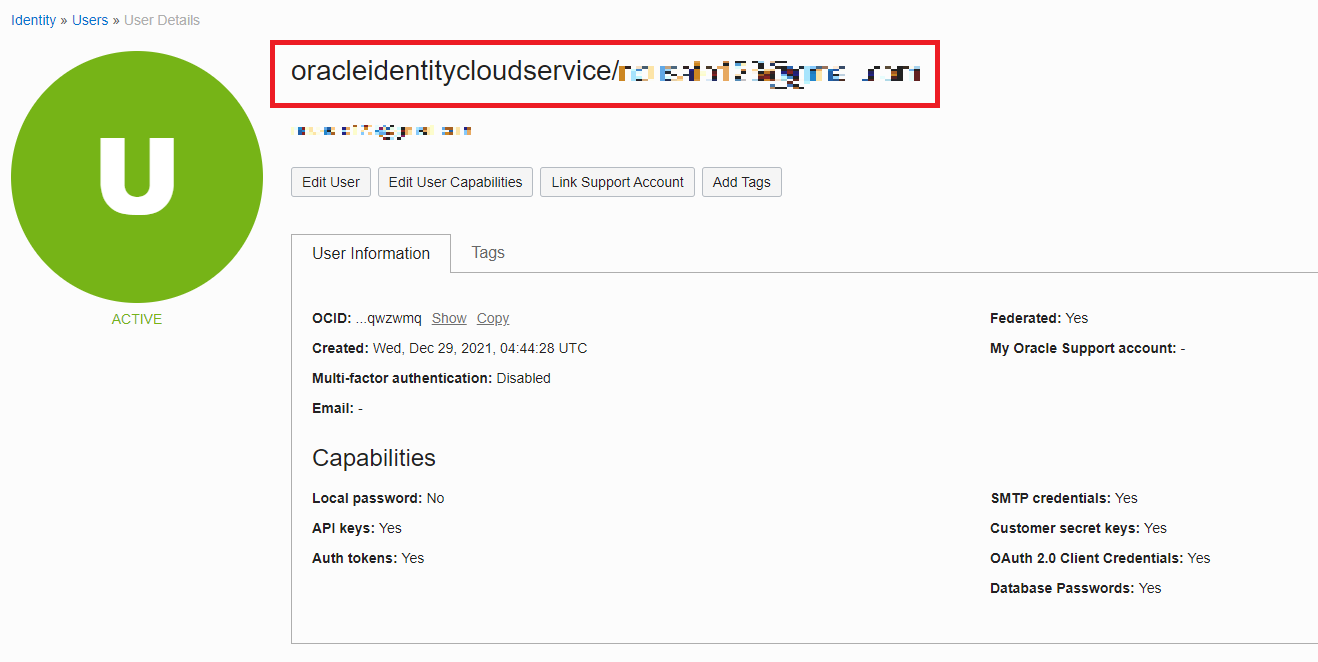 Identity » Users » User Details
oracleidentitycloudservice/
Edit User Edit User Capabilities Link Support Account Add Tags
U
User Information Tags
ACTIVE
OCID: ...qwzwmq Show Copy Federated: Yes
Created: Wed, Dec 29, 2021, 04:44:28 UTC My Oracle Support account: -
Multi-factor authentication: Disabled
Email: -
Capabilities
Local password: No SMTP credentials: Yes
API keys: Yes Customer secret keys: Yes
Auth tokens: Yes OAuth 2.0 Client Credentials: Yes
Database Passwords: Yes